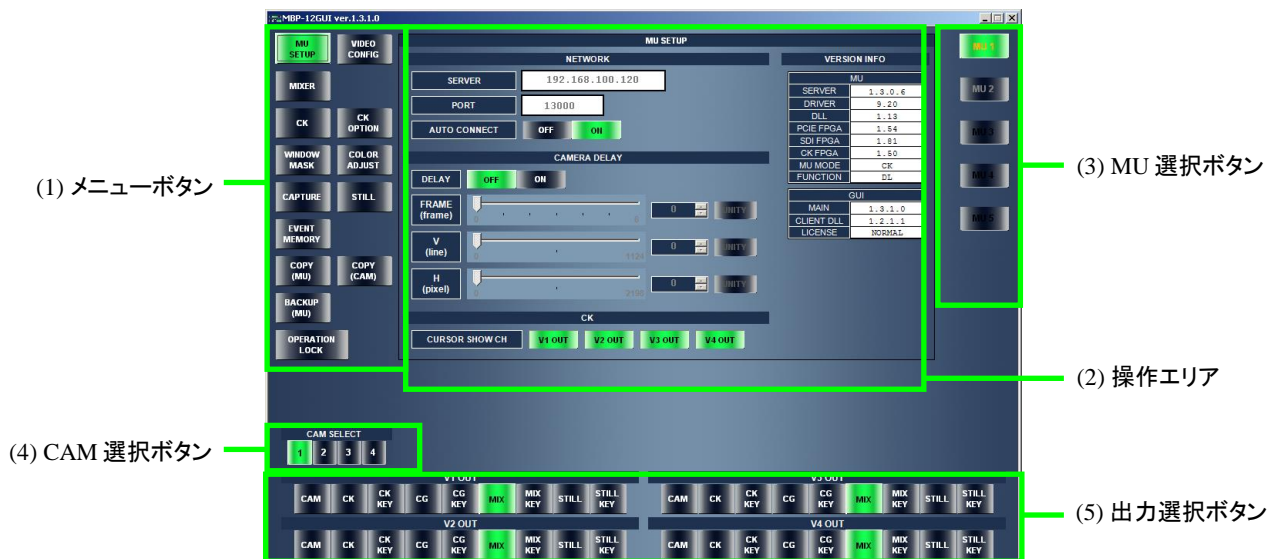 MBP-12GUI ver.1.3.1.0
MU SETUP
VIDEO CONFIG
MIXER
CK
CK OPTION
WINDOW MASK
COLOR ADJUST
CAPTURE
STILL
EVENT MEMORY
COPY (MU)
COPY (CAM)
BACKUP (MU)
OPERATION LOCK
MU SETUP
NETWORK
SERVER 192.168.100.120
PORT 13000
AUTO CONNECT OFF ON
CAMERA DELAY
DELAY OFF ON
FRAME (frame) 0 8 0 UNITY
V (line) 0 1124 0 UNITY
H (pixel) 0 0 UNITY
CK
CURSOR SHOW CH V1 OUT V2 OUT V3 OUT V4 OUT
VERSION INFO
MU
SERVER 1.3.0.6
DRIVER 9.20
DLL 1.13
PCIE FPGA 1.54
SDI FPGA 1.81
CK FPGA 1.50
MU MODE CK
FUNCTION DL
GUI
MAIN 1.3.1.0
CLIENT DLL 1.2.1.1
LICENSE NORMAL
MU 1
MU 2
MU 3
MU 4
MU 5
(1) メニューボタン
(3) MU 選択ボタン
(2) 操作エリア
(4) CAM 選択ボタン
CAM SELECT
1 2 3 4
V1 OUT
CAM CK CK KEY CG CG KEY MIX MIX KEY STILL STILL KEY
V3 OUT
CAM CK CK KEY CG CG KEY MIX MIX KEY STILL STILL KEY
V2 OUT
CAM CK CK KEY CG CG KEY MIX MIX KEY STILL STILL KEY
V4 OUT
CAM CK CK KEY CG CG KEY MIX MIX KEY STILL STILL KEY
(5) 出力選択ボタン